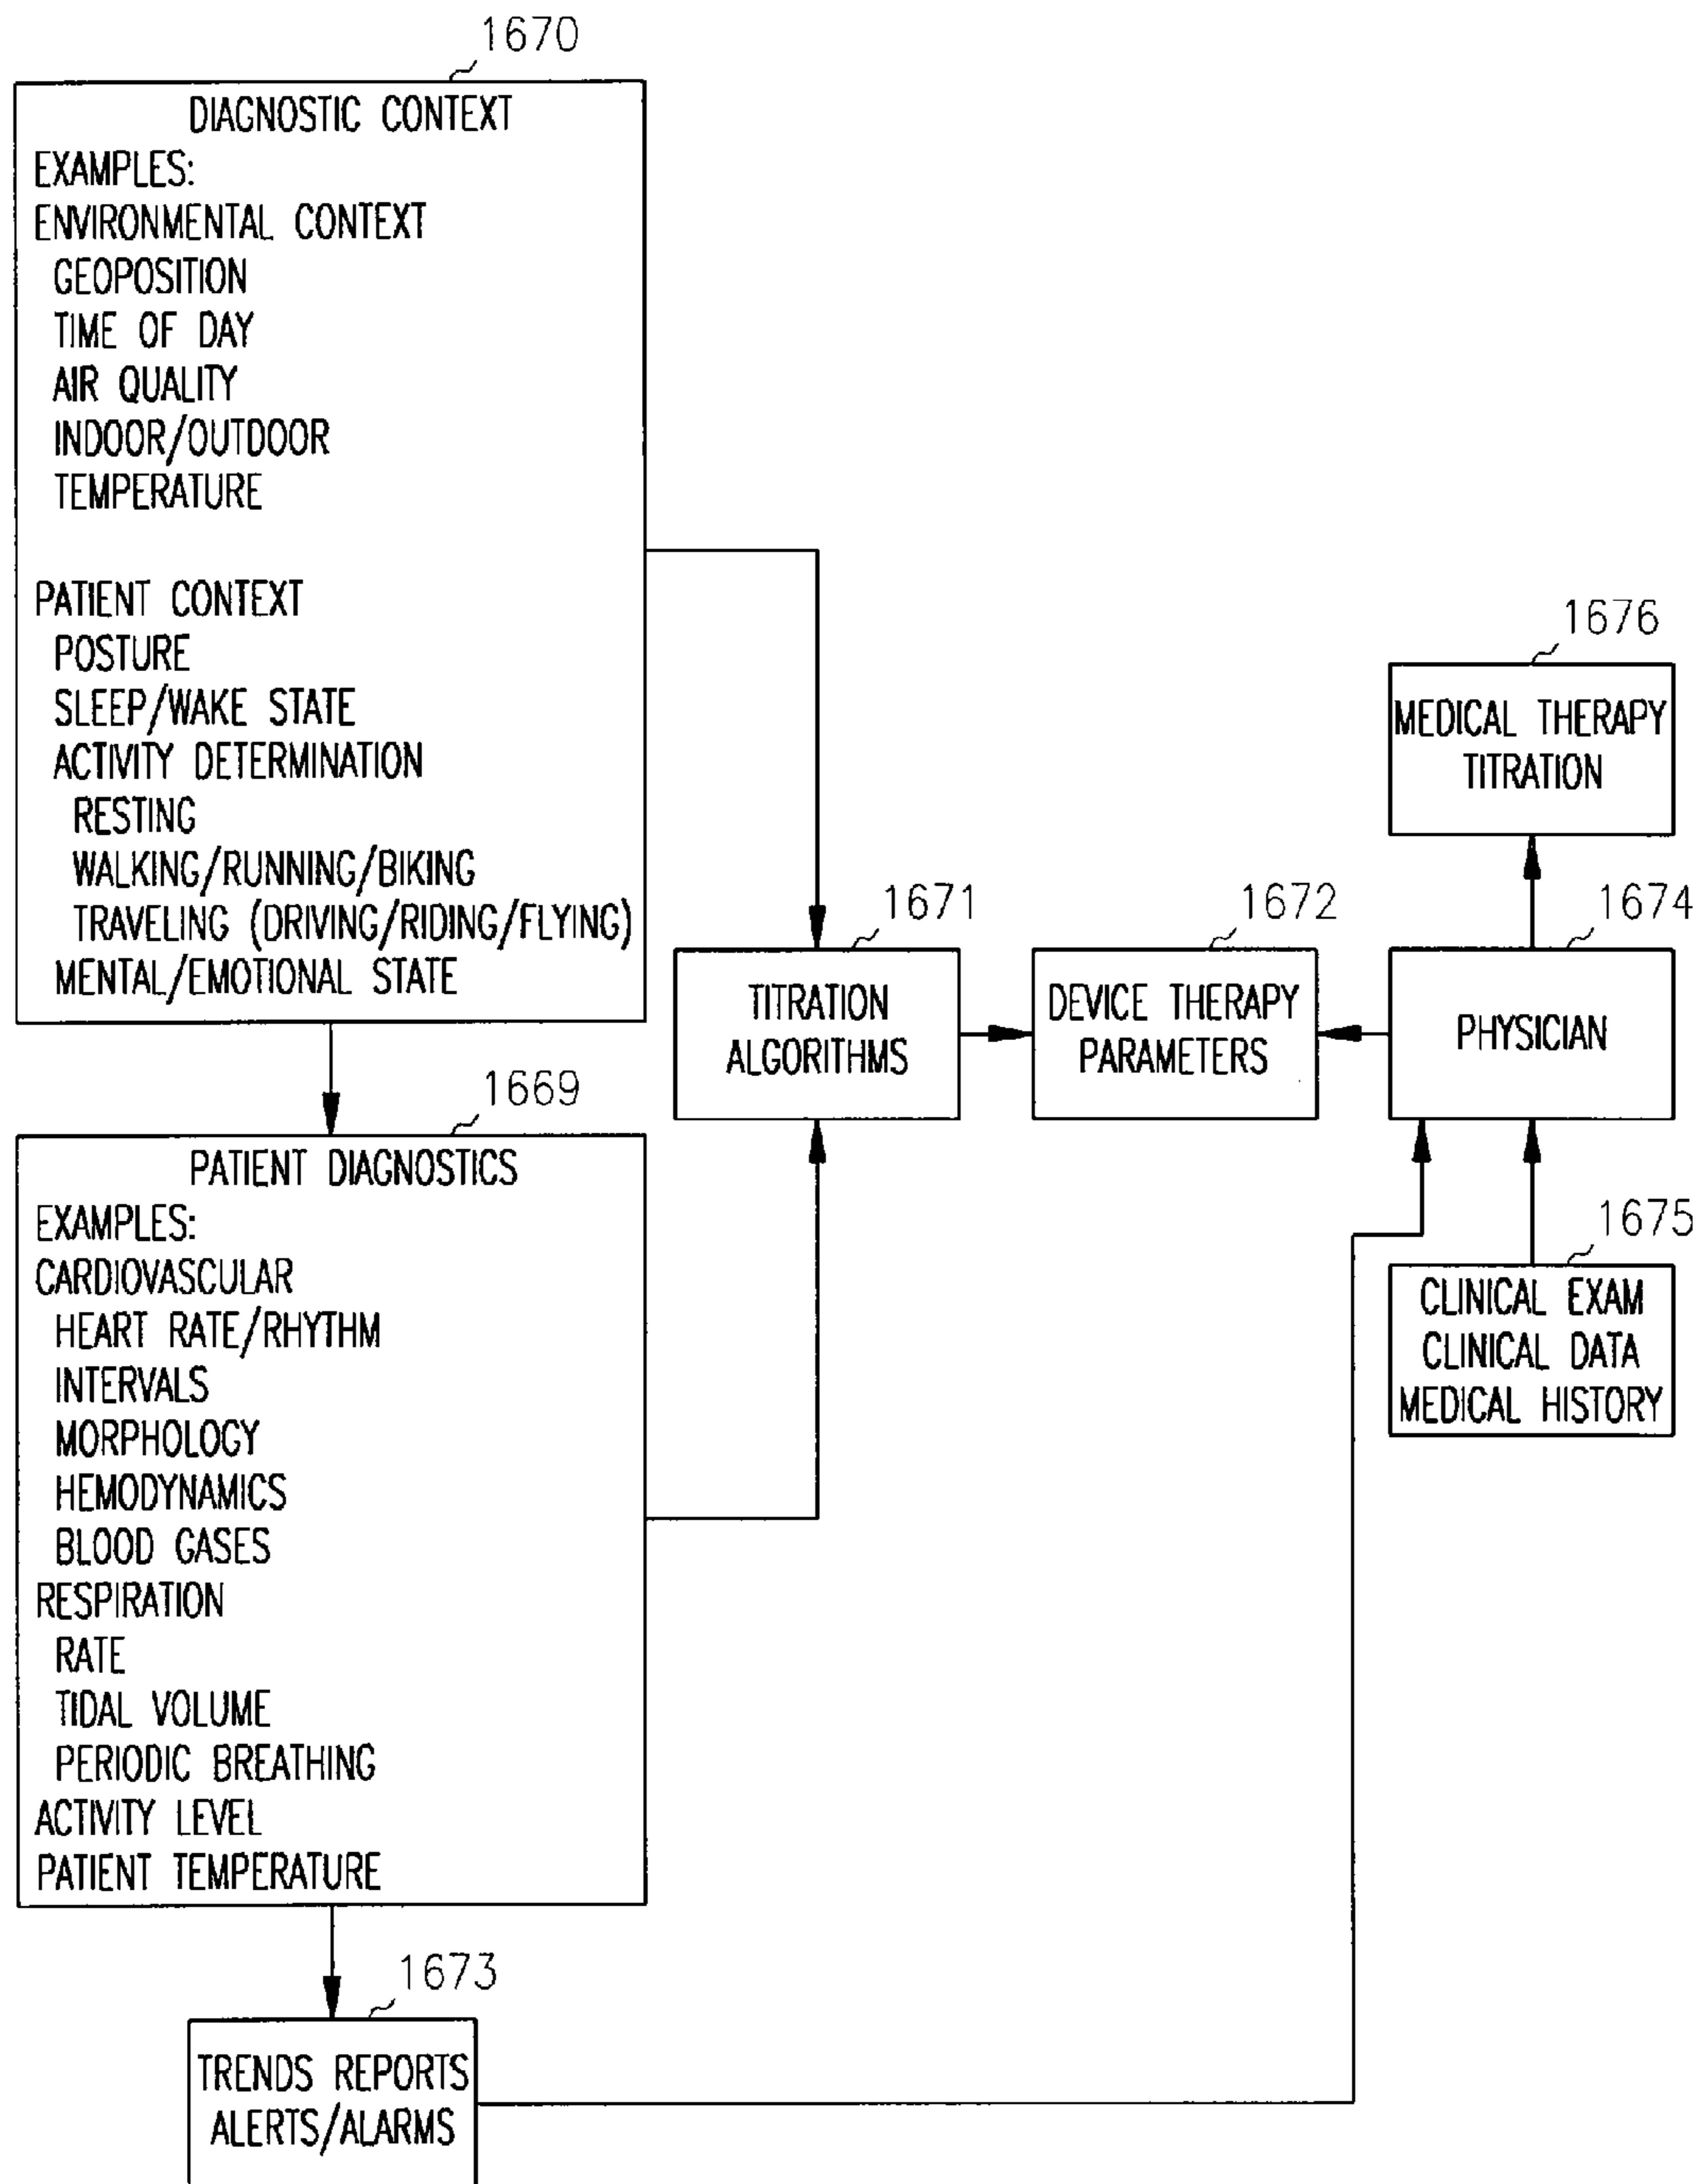 1670
DIAGNOSTIC CONTEXT
EXAMPLES:
ENVIRONMENTAL CONTEXT
GEOPOSITION
TIME OF DAY
AIR QUALITY
INDOOR/OUTDOOR
TEMPERATURE
PATIENT CONTEXT
POSTURE
SLEEP/WAKE STATE
ACTIVITY DETERMINATION
RESTING
WALKING/RUNNING/BIKING
TRAVELING (DRIVING/RIDING/FLYING)
MENTAL/EMOTIONAL STATE
1669
PATIENT DIAGNOSTICS
EXAMPLES:
CARDIOVASCULAR
HEART RATE/RHYTHM
INTERVALS
MORPHOLOGY
HEMODYNAMICS
BLOOD GASES
RESPIRATION
RATE
TIDAL VOLUME
PERIODIC BREATHING
ACTIVITY LEVEL
PATIENT TEMPERATURE
1673
TRENDS REPORTS
ALERTS/ALARMS
1671
TITRATION
ALGORITHMS
1672
DEVICE THERAPY
PARAMETERS
1676
MEDICAL THERAPY
TITRATION
1674
PHYSICIAN
1675
CLINICAL EXAM
CLINICAL DATA
MEDICAL HISTORY